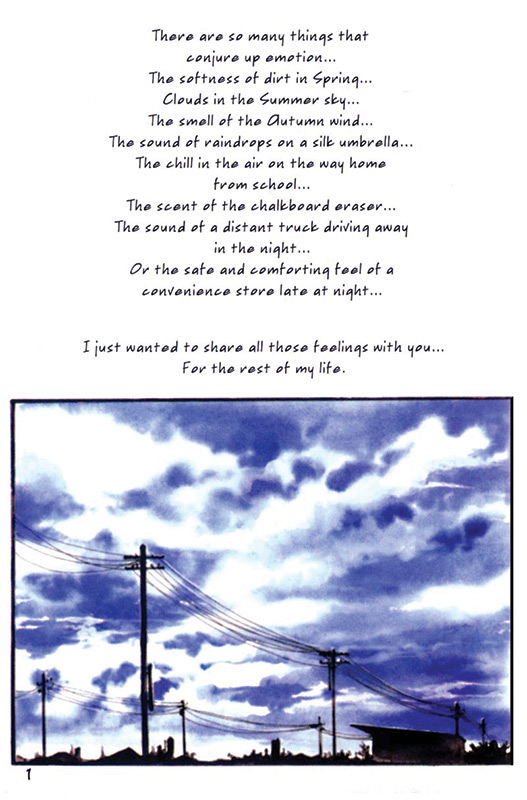 There are so many things that
conjure up emotion...
The softness of dirt in Spring...
Clouds in the Summer sky...
The smell of the Autumn wind...
The sound of raindrops on a silk umbrella...
The chill in the air on the way home
from school...
The scent of the chalkboard eraser...
The sound of a distant truck driving away
in the night...
Or the safe and comforting feel of a
convenience store late at night...
I just wanted to share all those feelings with you...
For the rest of my life.
1